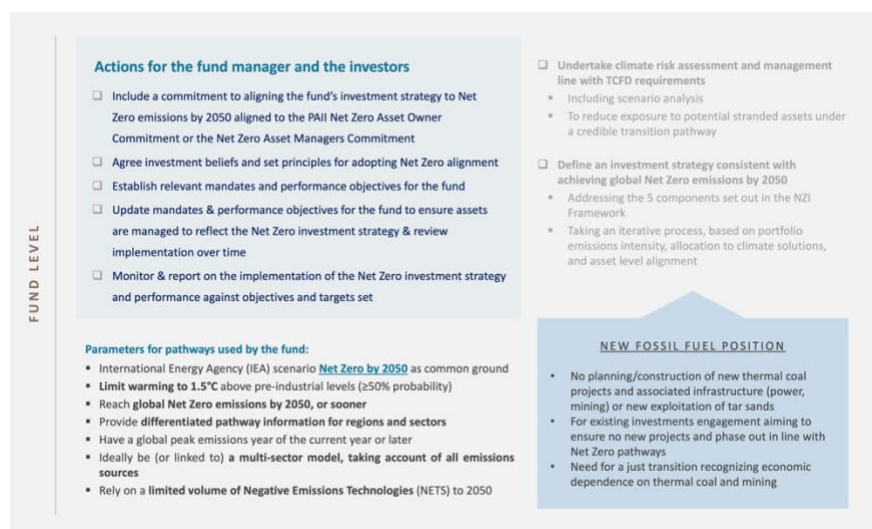 FUND LEVEL
Actions for the fund manager and the investors
❑ Include a commitment to aligning the fund's investment strategy to Net
Zero emissions by 2050 aligned to the PAII Net Zero Asset Owner
Commitment or the Net Zero Asset Managers Commitment
❑ Agree investment beliefs and set principles for adopting Net Zero alignment
❑ Establish relevant mandates and performance objectives for the fund
❑ Update mandates & performance objectives for the fund to ensure assets
are managed to reflect the Net Zero investment strategy & review
implementation over time
❑ Monitor & report on the implementation of the Net Zero investment strategy
and performance against objectives and targets set
Parameters for pathways used by the fund:
▪ International Energy Agency (IEA) scenario Net Zero by 2050 as common ground
▪ Limit warming to 1.5°C above pre-industrial levels (≥50% probability)
▪ Reach global Net Zero emissions by 2050, or sooner
▪ Provide differentiated pathway information for regions and sectors
▪ Have a global peak emissions year of the current year or later
▪ Ideally be (or linked to) a multi-sector model, taking account of all emissions
sources
▪ Rely on a limited volume of Negative Emissions Technologies (NETS) to 2050
❑ Undertake climate risk assessment and management
line with TCFD requirements
▪ Including scenario analysis
▪ To reduce exposure to potential stranded assets under
a credible transition pathway
❑ Define an investment strategy consistent with
achieving global Net Zero emissions by 2050
▪ Addressing the 5 components set out in the NZI
Framework
▪ Taking an iterative process, based on portfolio
emissions intensity, allocation to climate solutions,
and asset level alignment
NEW FOSSIL FUEL POSITION
• No planning/construction of new thermal coal
projects and associated infrastructure (power,
mining) or new exploitation of tar sands
• For existing investments engagement aiming to
ensure no new projects and phase out in line with
Net Zero pathways
• Need for a just transition recognizing economic
dependence on thermal coal and mining